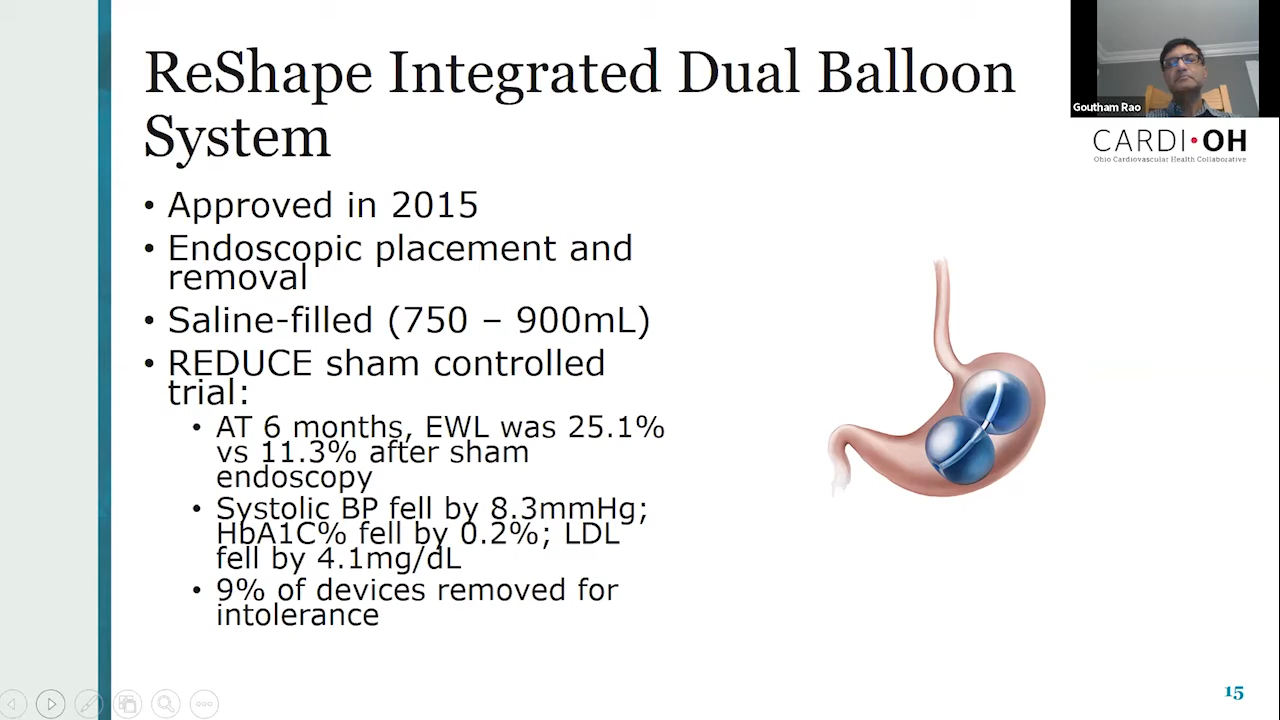 ReShape Integrated Dual Balloon
System
Goutham Rao
CARDI•OH
Ohio Cardiovascular Health Collaborative
• Approved in 2015
• Endoscopic placement and
removal
• Saline-filled (750 – 900mL)
• REDUCE sham controlled
trial:
• AT 6 months, EWL was 25.1%
vs 11.3% after sham
endoscopy
• Systolic BP fell by 8.3mmHg;
HbA1C% fell by 0.2%; LDL
fell by 4.1mg/dL
• 9% of devices removed for
intolerance
15